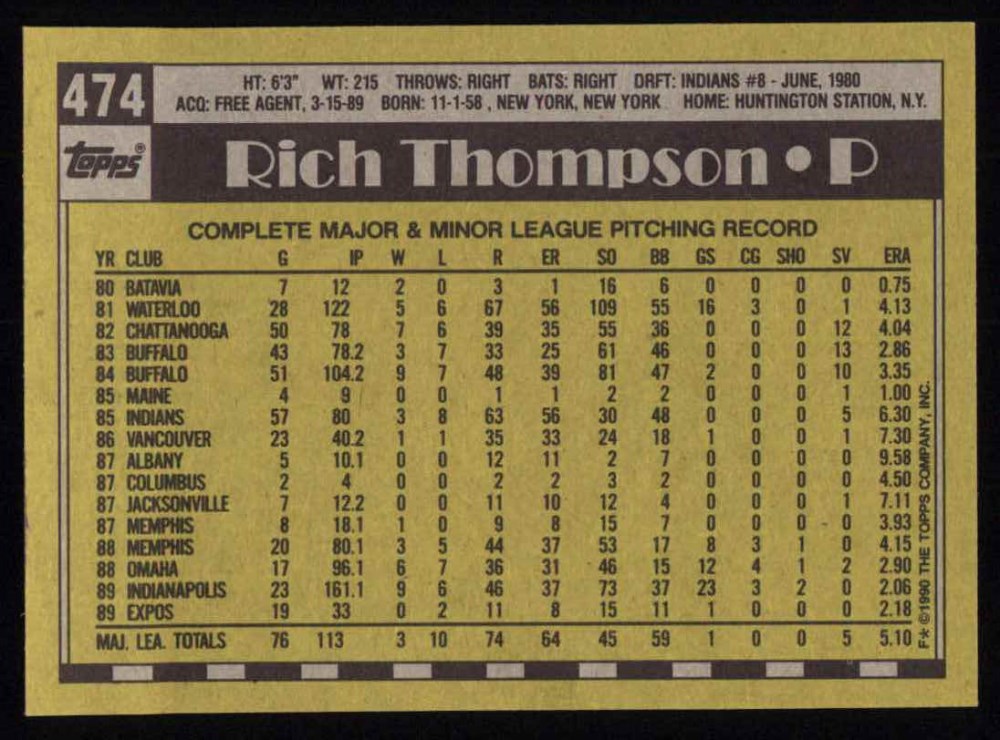 474
HT: 6'3" WT: 215 THROWS: RIGHT BATS: RIGHT DRFT: INDIANS #8 - JUNE, 1980
ACQ: FREE AGENT, 3-15-89 BORN: 11-1-58 , NEW YORK, NEW YORK HOME: HUNTINGTON STATION, N.Y.
Topps®
Rich Thompson • P
COMPLETE MAJOR & MINOR LEAGUE PITCHING RECORD
YR CLUB G IP W L R ER SO BB GS CG SHO SV ERA
80 BATAVIA 7 12 2 0 3 1 16 6 0 0 0 0 0.75
81 WATERLOO 28 122 5 6 67 56 109 55 16 3 0 1 4.13
82 CHATTANOOGA 50 78 7 6 39 35 55 36 0 0 0 12 4.04
83 BUFFALO 43 78.2 3 7 33 25 61 46 0 0 0 13 2.86
84 BUFFALO 51 104.2 9 7 48 39 81 47 2 0 0 10 3.35
85 MAINE 4 9 0 0 1 1 2 2 0 0 0 1 1.00
85 INDIANS 57 80 3 8 63 56 30 48 0 0 0 5 6.30
86 VANCOUVER 23 40.2 1 1 35 33 24 18 1 0 0 1 7.30
87 ALBANY 5 10.1 0 0 12 11 2 7 0 0 0 0 9.58
87 COLUMBUS 2 4 0 0 2 2 3 2 0 0 0 0 4.50
87 JACKSONVILLE 7 12.2 0 0 11 10 12 4 0 0 0 1 7.11
87 MEMPHIS 8 18.1 1 0 9 8 15 7 0 0 0 0 3.93
88 MEMPHIS 20 80.1 3 5 44 37 53 17 8 3 1 0 4.15
88 OMAHA 17 96.1 6 7 36 31 46 15 12 4 1 2 2.90
89 INDIANAPOLIS 23 161.1 9 6 46 37 73 37 23 3 2 0 2.06
89 EXPOS 19 33 0 2 11 8 15 11 1 0 0 0 2.18
MAJ. LEA. TOTALS 76 113 3 10 74 64 45 59 1 0 0 5 5.10
F* ©1990 THE TOPPS COMPANY, INC.